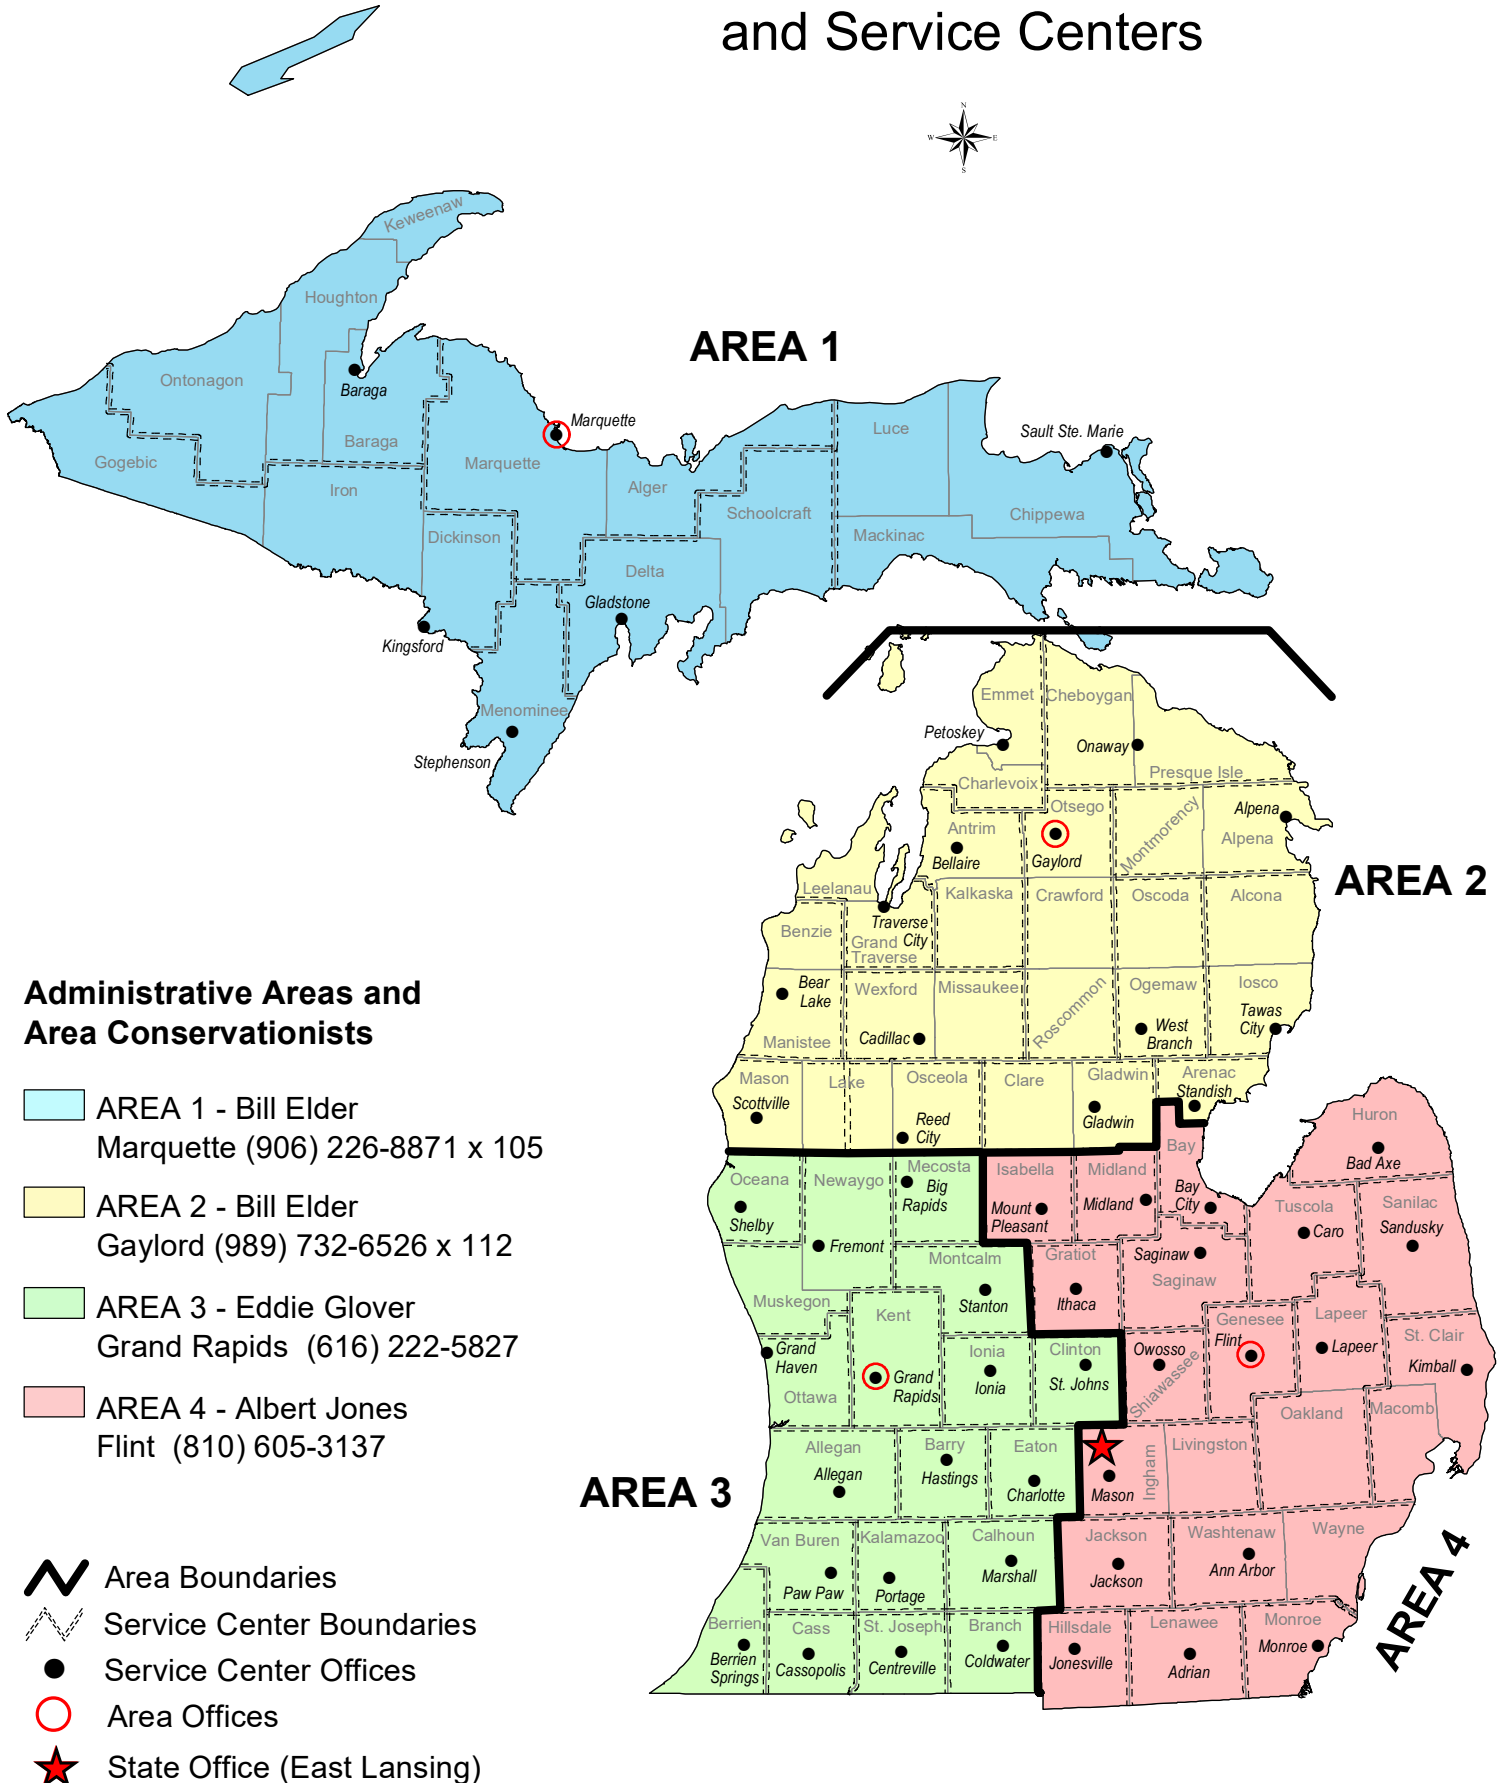 and Service Centers
N
W
E
S
Keweenaw
Houghton
AREA 1
Ontonagon
Baraga
Marquette
Baraga
Luce
Sault Ste. Marie
Gogebic
Marquette
Iron
Alger
Schoolcraft
Chippewa
Dickinson
Mackinac
Delta
Gladstone
Kingsford
Menominee
Stephenson
Emmet
Cheboygan
Petoskey
Onaway
Charlevoix
Presque Isle
Otsego
Montmorency
Alpena
Antrim
Alpena
Bellaire
Gaylord
AREA 2
Leelanau
Kalkaska
Crawford
Oscoda
Alcona
Traverse
City
Benzie
Grand
Traverse
Bear
Lake
Wexford
Missaukee
Roscommon
Ogemaw
Iosco
Tawas
City
Manistee
Cadillac
West
Branch
Mason
Lake
Osceola
Clare
Gladwin
Arenac
Scottville
Standish
Reed
City
Gladwin
Administrative Areas and
Area Conservationists
AREA 1 - Bill Elder
Marquette (906) 226-8871 x 105
AREA 2 - Bill Elder
Gaylord (989) 732-6526 x 112
AREA 3 - Eddie Glover
Grand Rapids (616) 222-5827
AREA 4 - Albert Jones
Flint (810) 605-3137
Huron
Bad Axe
Bay
Oceana
Newaygo
Mecosta
Isabella
Midland
Big
Rapids
Mount
Pleasant
Midland
Bay
City
Tuscola
Sanilac
Shelby
Caro
Sandusky
Fremont
Montcalm
Gratiot
Saginaw
Saginaw
Stanton
Ithaca
Muskegon
Kent
Genesee
Lapeer
Flint
Lapeer
St. Clair
Kimball
Grand
Haven
Ionia
Clinton
Owosso
Shiawassee
Grand
Rapids
Ionia
St. Johns
Ottawa
Oakland
Macomb
Allegan
Barry
Eaton
Ingham
Livingston
Allegan
Hastings
Charlotte
Mason
AREA 3
Van Buren
Kalamazoo
Calhoun
Jackson
Washtenaw
Wayne
Paw Paw
Portage
Marshall
Jackson
Ann Arbor
AREA 4
Berrien
Cass
St. Joseph
Branch
Hillsdale
Lenawee
Monroe
Berrien
Springs
Cassopolis
Centreville
Coldwater
Jonesville
Adrian
Monroe
Area Boundaries
Service Center Boundaries
Service Center Offices
Area Offices
State Office (East Lansing)